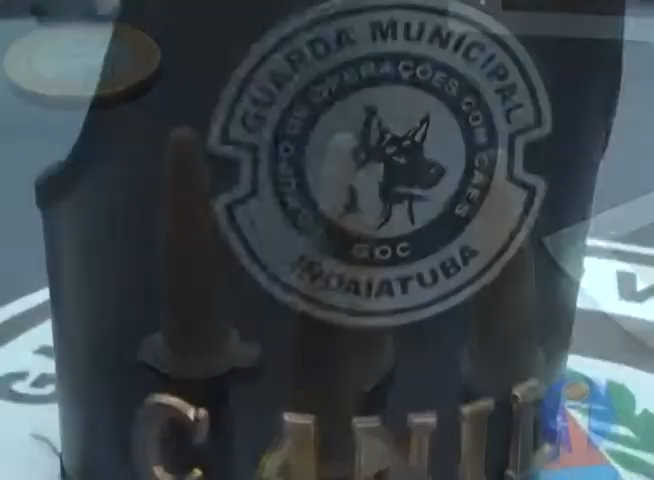 GUARDA MUNICIPAL
GRUPO DE OPERAÇÕES COM CÃES
GOC
INDAIATUBA
CANIL